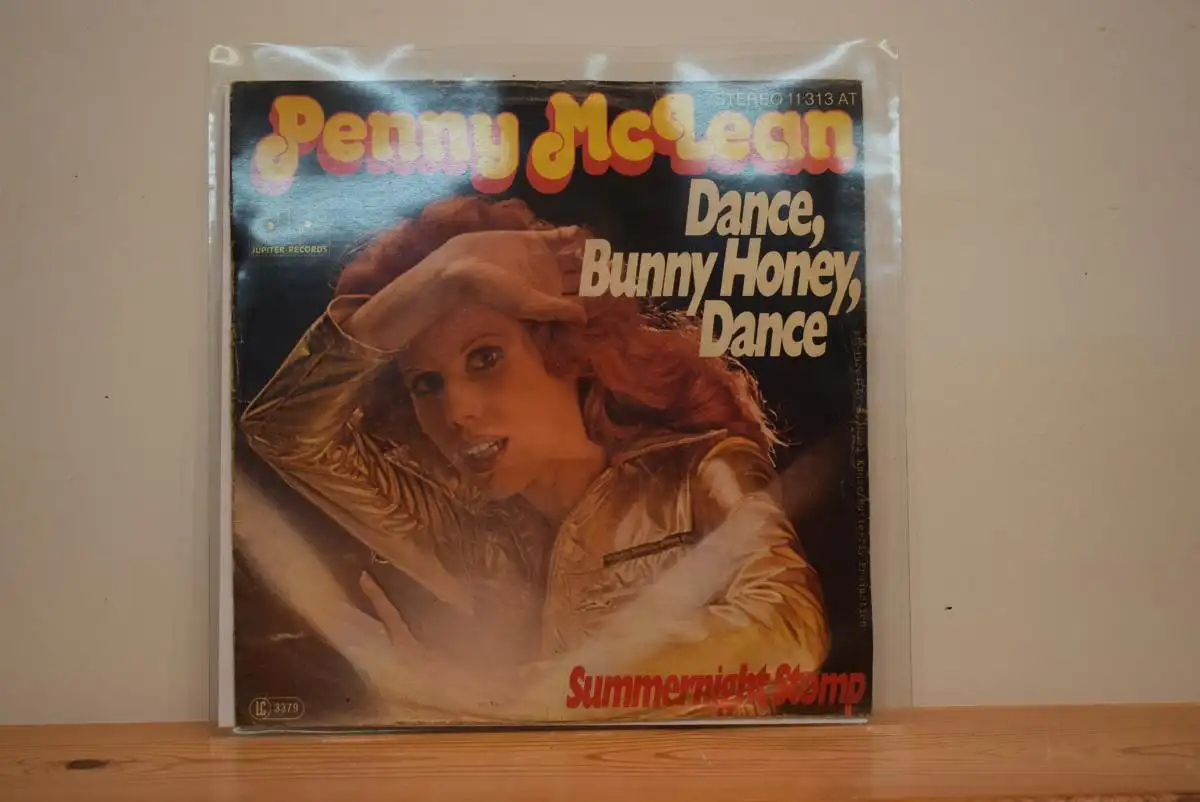 STEREO 11 313 AT
Penny McLean
JUPITER-RECORDS
Dance,
Bunny Honey,
Dance
Summernight Stomp
LC 3379